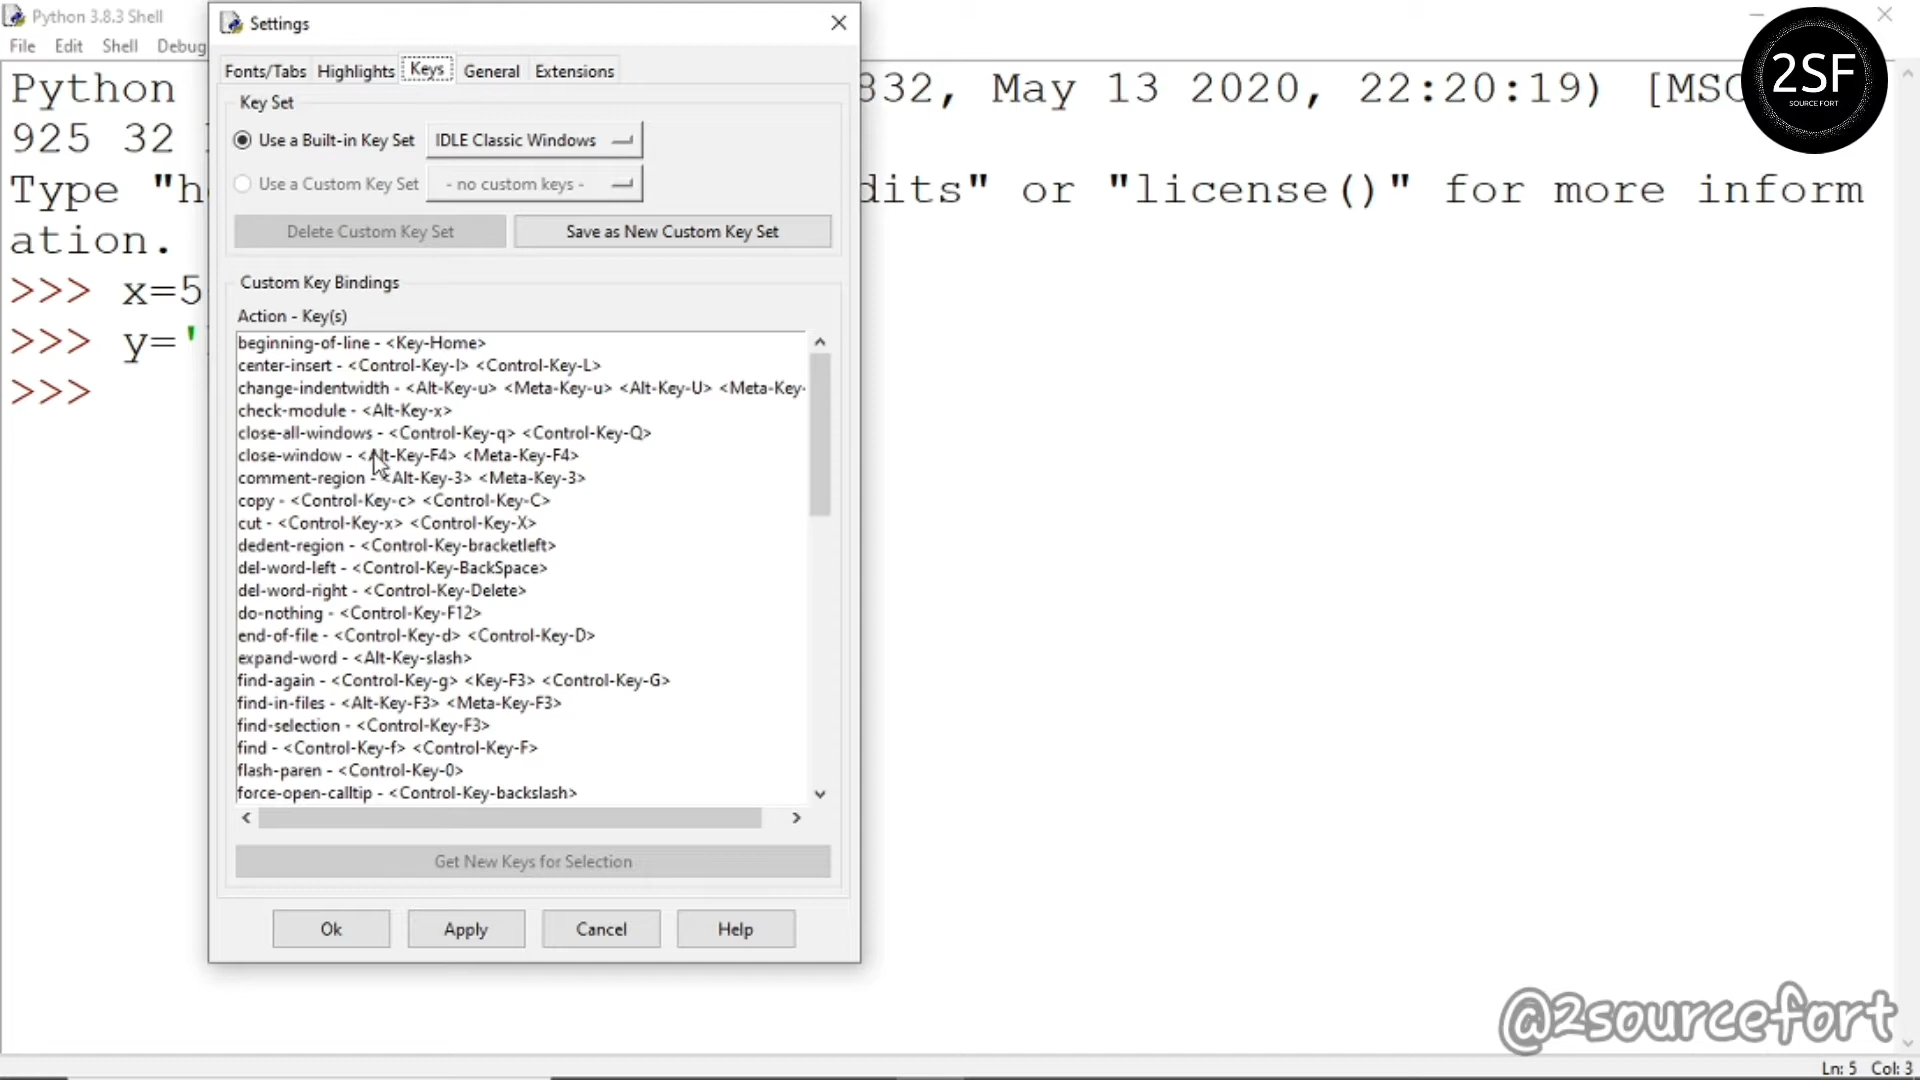 Python 3.8.3 Shell
File Edit Shell Debug
Settings
Fonts/Tabs Highlights Keys General Extensions
Key Set
Use a Built-in Key Set IDLE Classic Windows
Use a Custom Key Set - no custom keys -
Delete Custom Key Set Save as New Custom Key Set
Custom Key Bindings
Action - Key(s)
beginning-of-line - <Key-Home>
center-insert - <Control-Key-l> <Control-Key-L>
change-indentwidth - <Alt-Key-u> <Meta-Key-u> <Alt-Key-U> <Meta-Key-
check-module - <Alt-Key-x>
close-all-windows - <Control-Key-q> <Control-Key-Q>
close-window - <Alt-Key-F4> <Meta-Key-F4>
comment-region - <Alt-Key-3> <Meta-Key-3>
copy - <Control-Key-c> <Control-Key-C>
cut - <Control-Key-x> <Control-Key-X>
dedent-region - <Control-Key-bracketleft>
del-word-left - <Control-Key-BackSpace>
del-word-right - <Control-Key-Delete>
do-nothing - <Control-Key-F12>
end-of-file - <Control-Key-d> <Control-Key-D>
expand-word - <Alt-Key-slash>
find-again - <Control-Key-g> <Key-F3> <Control-Key-G>
find-in-files - <Alt-Key-F3> <Meta-Key-F3>
find-selection - <Control-Key-F3>
find - <Control-Key-f> <Control-Key-F>
flash-paren - <Control-Key-0>
force-open-calltip - <Control-Key-backslash>
Get New Keys for Selection
Ok Apply Cancel Help
Python 832, May 13 2020, 22:20:19) [MSC
925 32
Type "h dits" or "license()" for more inform
ation.
>>> x=5
>>> y='
>>>
2SF
SOURCE FORT
@2sourcefort
Ln: 5 Col: 3